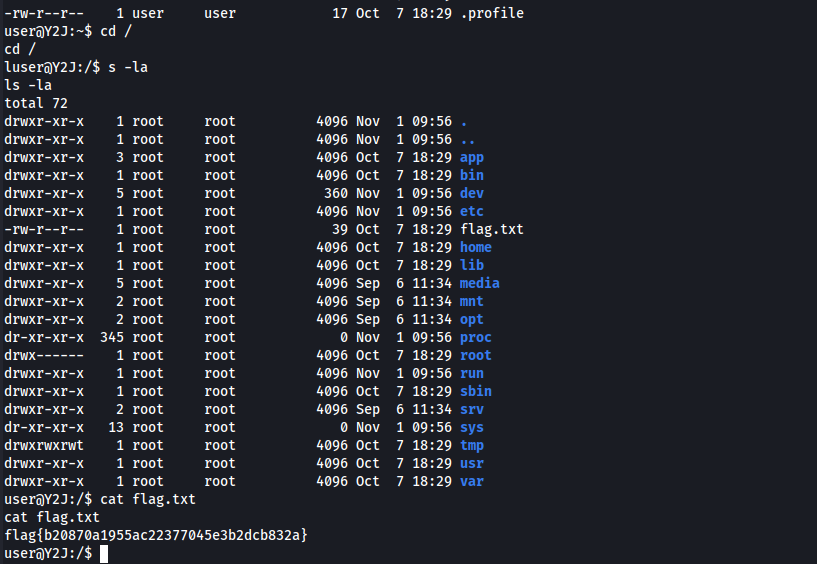 -rw-r--r--    1 user     user            17 Oct  7 18:29 .profile
user@Y2J:~$ cd /
cd /
luser@Y2J:/$ s -la
ls -la
total 72
drwxr-xr-x    1 root     root          4096 Nov  1 09:56 .
drwxr-xr-x    1 root     root          4096 Nov  1 09:56 ..
drwxr-xr-x    3 root     root          4096 Oct  7 18:29 app
drwxr-xr-x    1 root     root          4096 Oct  7 18:29 bin
drwxr-xr-x    5 root     root           360 Nov  1 09:56 dev
drwxr-xr-x    1 root     root          4096 Nov  1 09:56 etc
-rw-r--r--    1 root     root            39 Oct  7 18:29 flag.txt
drwxr-xr-x    1 root     root          4096 Oct  7 18:29 home
drwxr-xr-x    1 root     root          4096 Oct  7 18:29 lib
drwxr-xr-x    5 root     root          4096 Sep  6 11:34 media
drwxr-xr-x    2 root     root          4096 Sep  6 11:34 mnt
drwxr-xr-x    2 root     root          4096 Sep  6 11:34 opt
dr-xr-xr-x  345 root     root             0 Nov  1 09:56 proc
drwx------    1 root     root          4096 Oct  7 18:29 root
drwxr-xr-x    1 root     root          4096 Nov  1 09:56 run
drwxr-xr-x    1 root     root          4096 Oct  7 18:29 sbin
drwxr-xr-x    2 root     root          4096 Sep  6 11:34 srv
dr-xr-xr-x   13 root     root             0 Nov  1 09:56 sys
drwxrwxrwt    1 root     root          4096 Oct  7 18:29 tmp
drwxr-xr-x    1 root     root          4096 Oct  7 18:29 usr
drwxr-xr-x    1 root     root          4096 Oct  7 18:29 var
user@Y2J:/$ cat flag.txt
cat flag.txt
flag{b20870a1955ac22377045e3b2dcb832a}
user@Y2J:/$